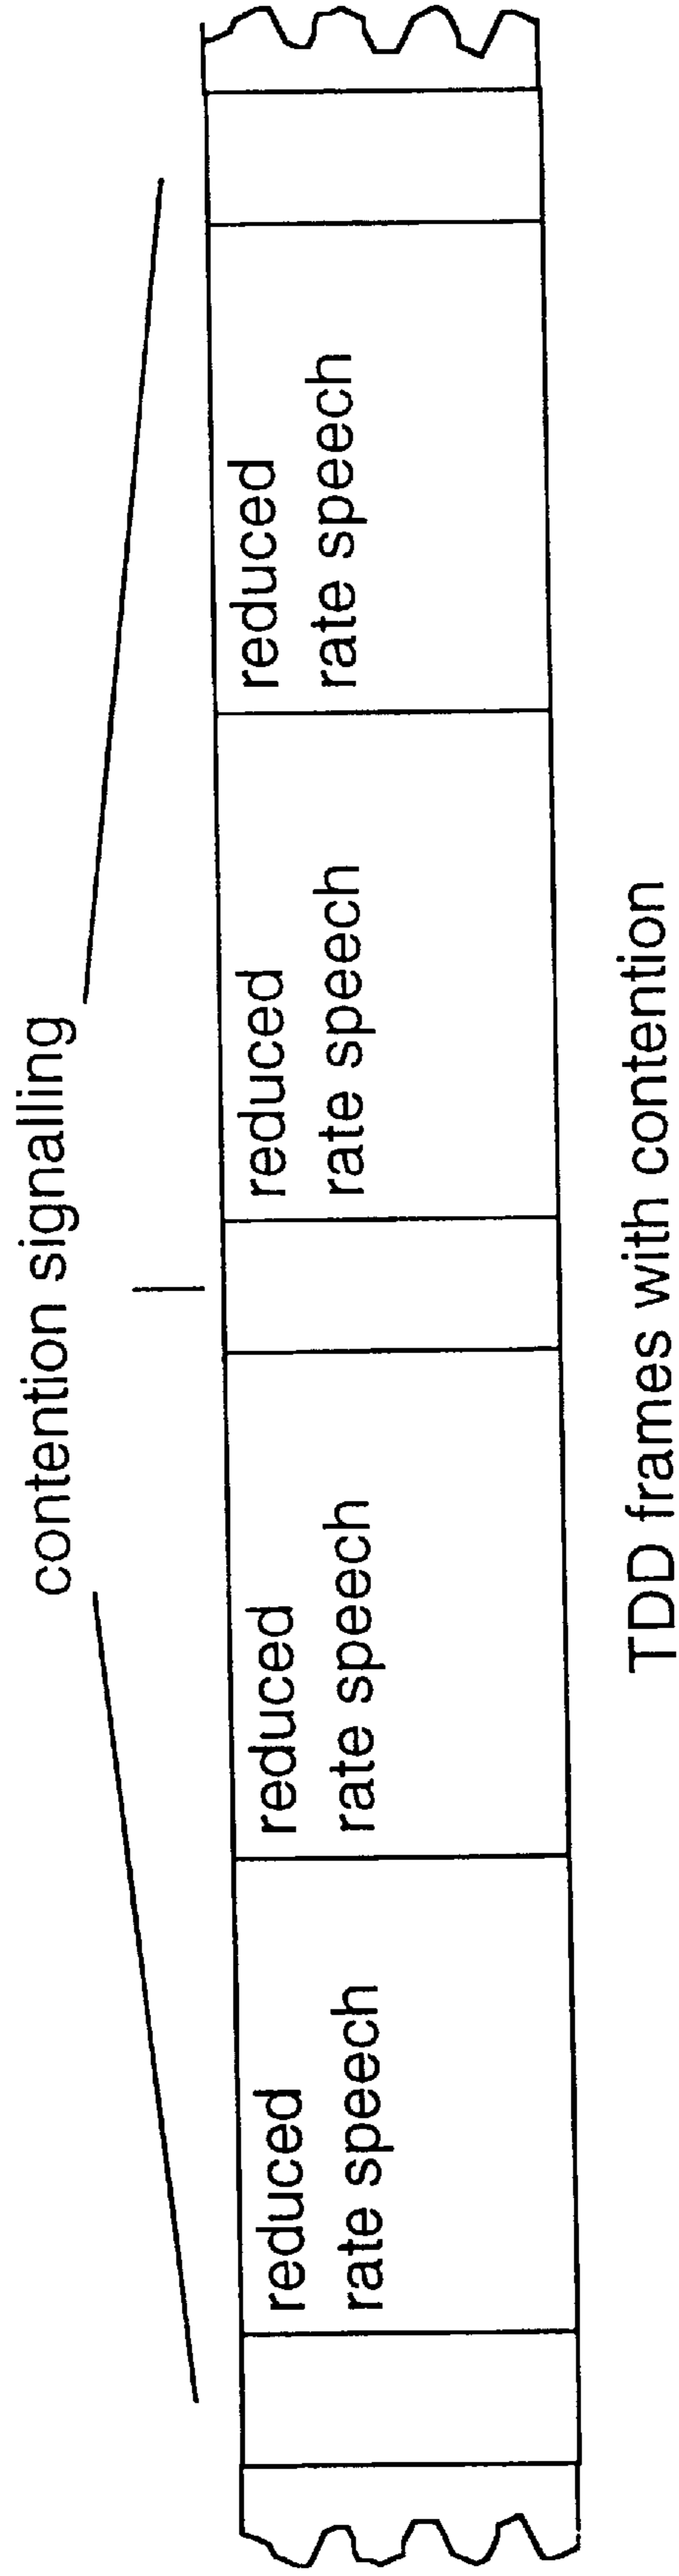 contention signalling
reduced
rate speech
reduced
rate speech
reduced
rate speech
reduced
rate speech
TDD frames with contention